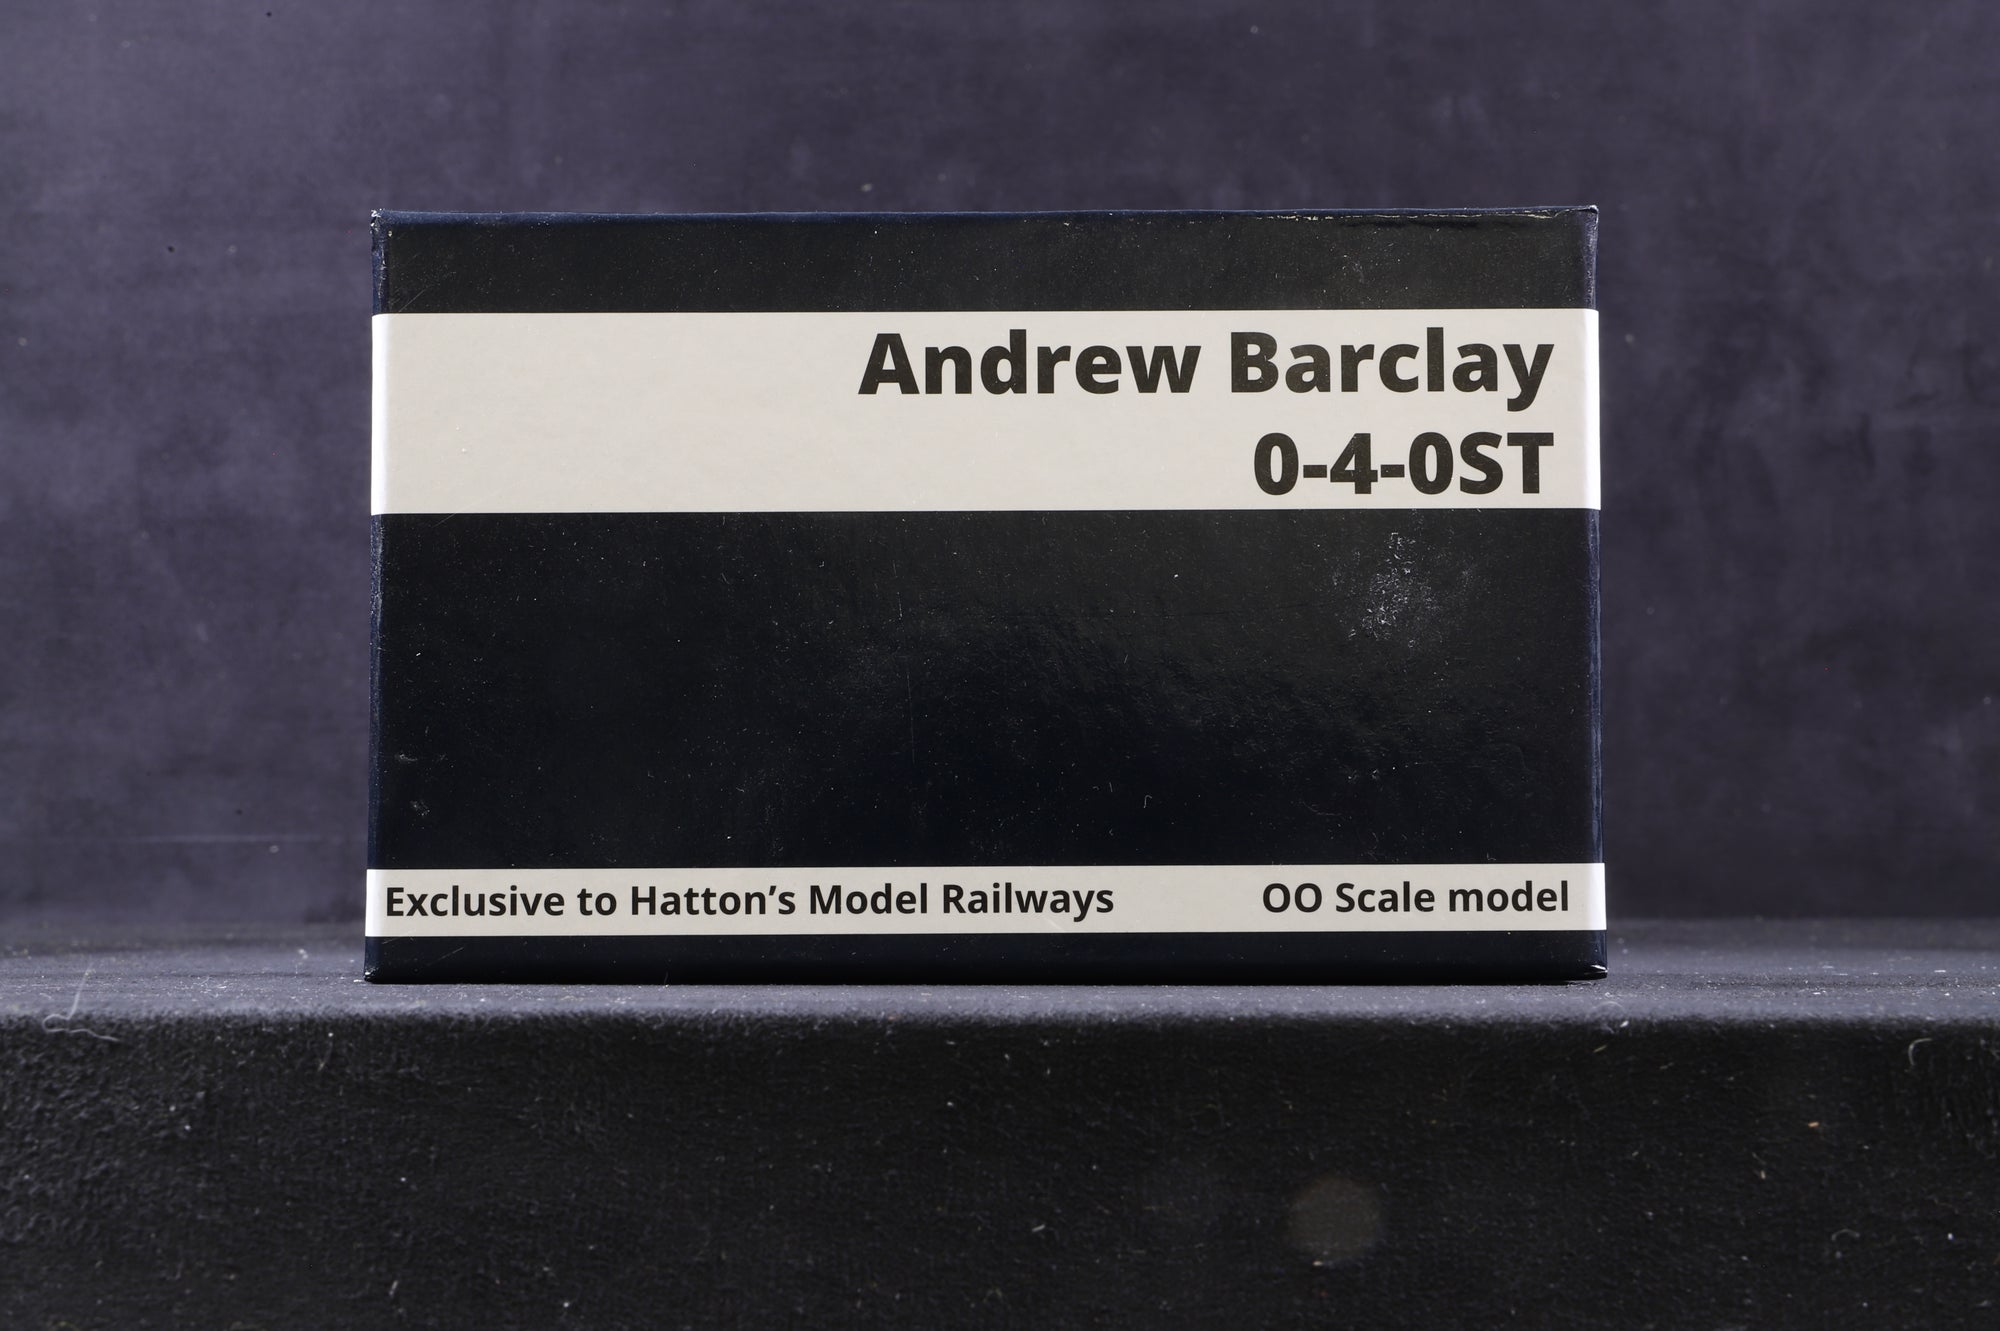 Andrew Barclay
0-4-0ST
Exclusive to Hatton’s Model Railways
OO Scale model